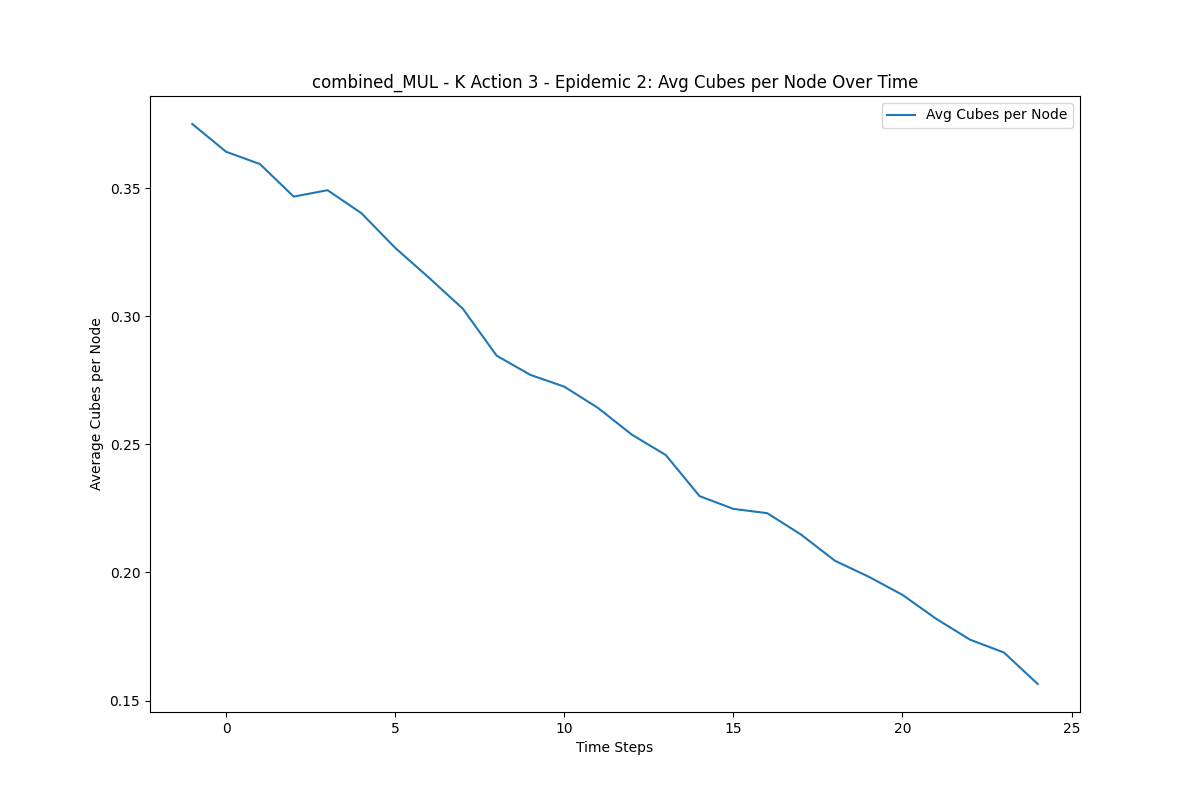 combined_MUL - K Action 3 - Epidemic 2: Avg Cubes per Node Over Time
Avg Cubes per Node
Average Cubes per Node
0.35
0.30
0.25
0.20
0.15
0
5
10
15
20
25
Time Steps